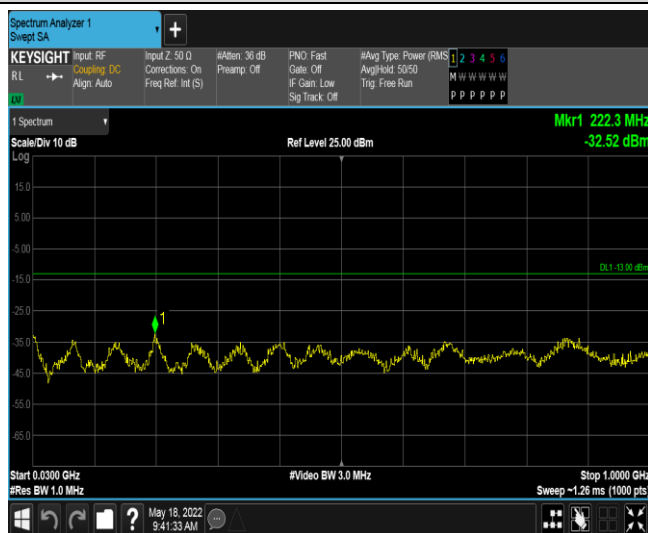 Spectrum Analyzer 1
Swept SA
+
KEYSIGHT
RL
LU
Input: RF
Coupling: DC
Align: Auto
Input Z: 50 Ω
Corrections: On
Freq Ref: Int (S)
#Atten: 36 dB
Preamp: Off
PNO: Fast
Gate: Off
IF Gain: Low
Sig Track: Off
#Avg Type: Power (RMS
Avg|Hold: 50/50
Trig: Free Run
1 2 3 4 5 6
M W W W W W
P P P P P P
1 Spectrum
Scale/Div 10 dB
Ref Level 25.00 dBm
Mkr1 222.3 MHz
-32.52 dBm
Log
15.0
5.00
-5.00
DL1 -13.00 dBm
-15.0
-25.0
1
-35.0
-45.0
-55.0
-65.0
Start 0.0300 GHz
#Video BW 3.0 MHz
Stop 1.0000 GHz
#Res BW 1.0 MHz
Sweep ~1.26 ms (1000 pts)
?
May 18, 2022
9:41:33 AM